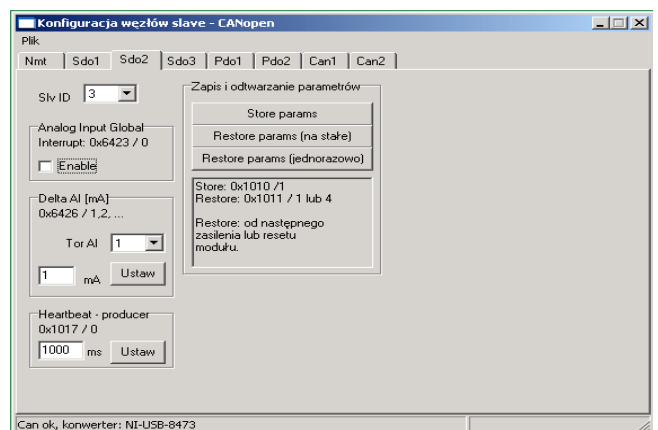 Konfiguracja węzłów slave - CANopen
Plik
Nmt Sdo1 Sdo2 Sdo3 Pdo1 Pdo2 Can1 Can2
Slv ID 3
Analog Input Global
Interrupt: 0x6423 / 0
Enable
Delta AI [mA]
0x6426 / 1,2, ...
Tor AI 1
1 mA Ustaw
Heartbeat - producer
0x1017 / 0
1000 ms Ustaw
Zapis i odtwarzanie parametrów
Store params
Restore params (na stałe)
Restore params (jednorazowo)
Store: 0x1010 /1
Restore: 0x1011 / 1 lub 4
Restore: od następnego
zasilenia lub resetu
modułu.
Can ok, konwerter: NI-USB-8473